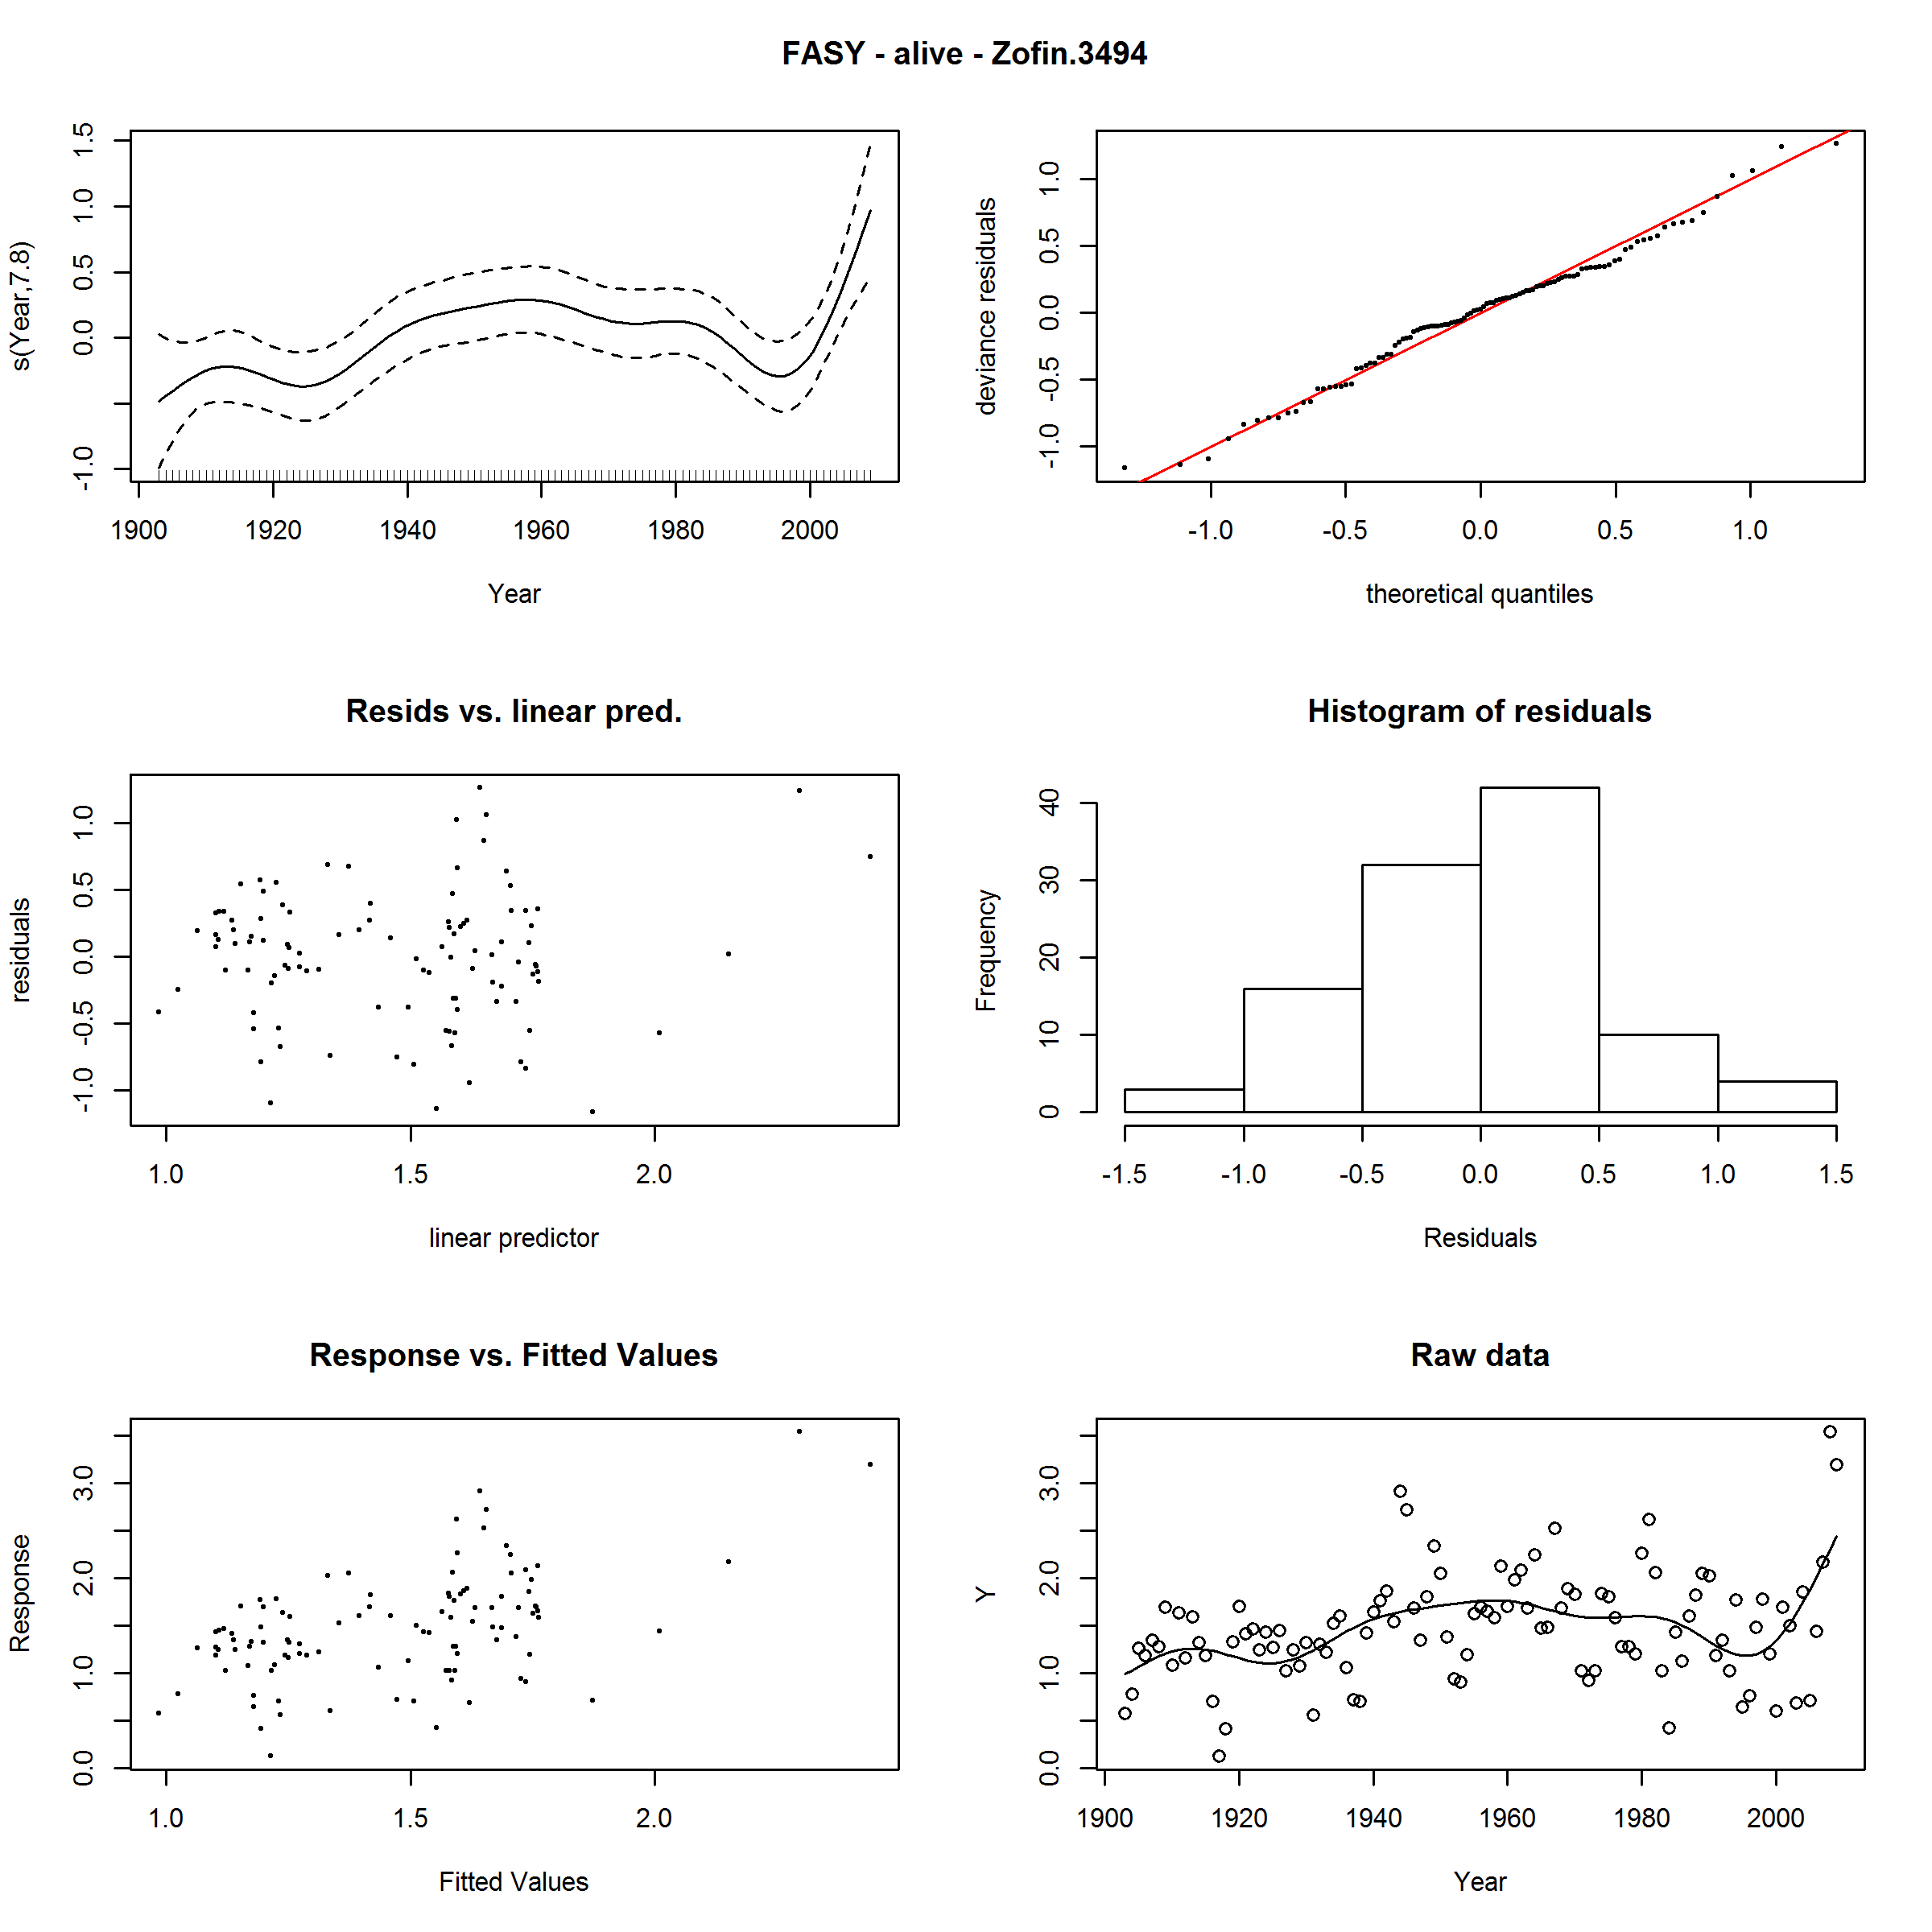 FASY - alive - Zofin.3494
s(Year,7.8)
-1.0 0.0 0.5 1.0 1.5
1900 1920 1940 1960 1980 2000
Year
deviance residuals
-1.0 -0.5 0.0 0.5 1.0
-1.0 -0.5 0.0 0.5 1.0
theoretical quantiles
Resids vs. linear pred.
residuals
-1.0 -0.5 0.0 0.5 1.0
1.0 1.5 2.0
linear predictor
Histogram of residuals
Frequency
0 10 20 30 40
-1.5 -1.0 -0.5 0.0 0.5 1.0 1.5
Residuals
Response vs. Fitted Values
Response
0.0 1.0 2.0 3.0
1.0 1.5 2.0
Fitted Values
Raw data
Y
0.0 1.0 2.0 3.0
1900 1920 1940 1960 1980 2000
Year